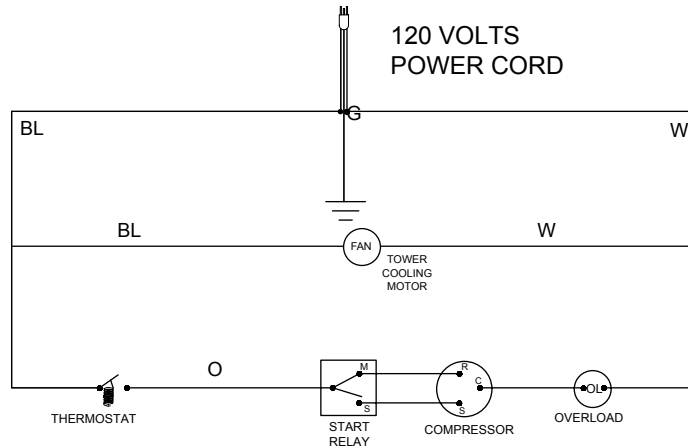 120 VOLTS
POWER CORD
G
BL
W
BL
W
FAN
TOWER
COOLING
MOTOR
O
M
R
C
OL
S
S
THERMOSTAT
START
RELAY
COMPRESSOR
OVERLOAD